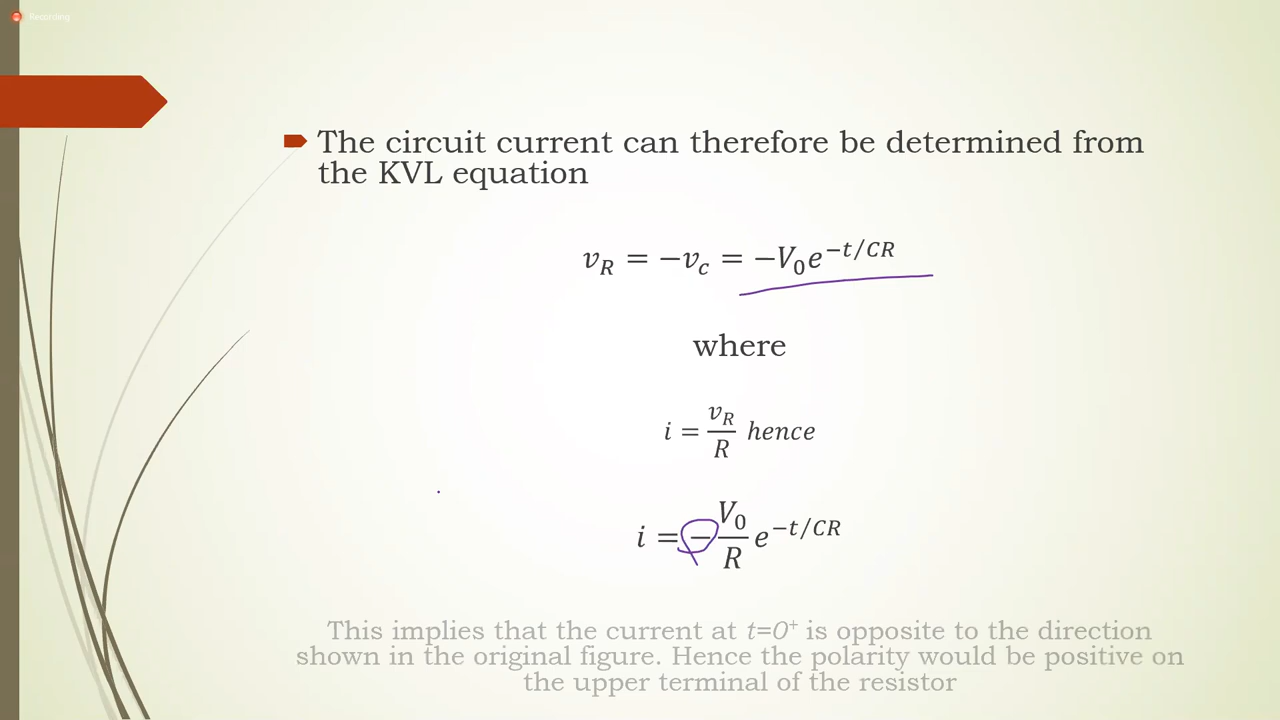 Recording
The circuit current can therefore be determined from
the KVL equation
v_R = −v_c = −V_0 e^{−t/CR}
where
i = v_R/R hence
i = − V_0/R e^{−t/CR}
This implies that the current at t=0⁺ is opposite to the direction
shown in the original figure. Hence the polarity would be positive on
the upper terminal of the resistor